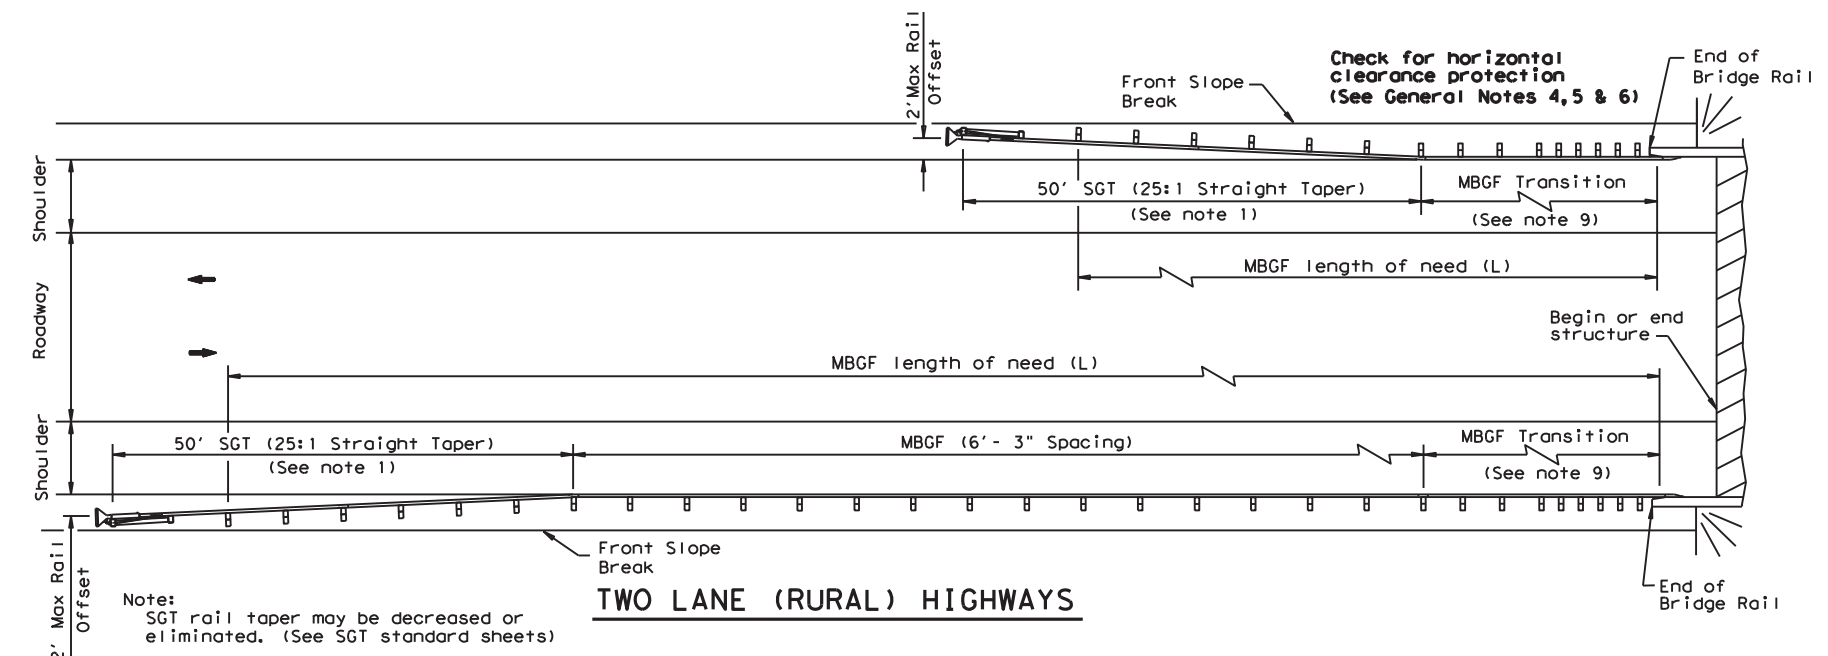 2' Max Rail
Offset
Front Slope
Break
Check for horizontal
clearance protection
(See General Notes 4,5 & 6)
End of
Bridge Rail
Shoulder
50' SGT (25:1 Straight Taper)
(See note 1)
MBGF Transition
(See note 9)
MBGF length of need (L)
Roadway
Begin or end
structure
MBGF length of need (L)
Shoulder
50' SGT (25:1 Straight Taper)
(See note 1)
MBGF (6'- 3" Spacing)
MBGF Transition
(See note 9)
Front Slope
Break
2' Max Rail
Offset
Note:
SGT rail taper may be decreased or
eliminated. (See SGT standard sheets)
TWO LANE (RURAL) HIGHWAYS
End of
Bridge Rail